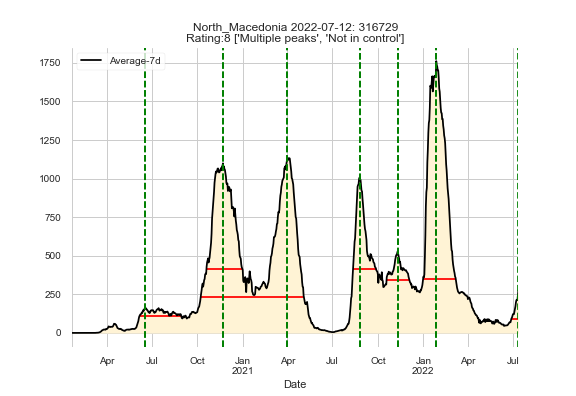 North_Macedonia 2022-07-12: 316729
Rating:8 ['Multiple peaks', 'Not in control']
Average-7d
1750
1500
1250
1000
750
500
250
0
Apr Jul Oct Jan Apr Jul Oct Jan Apr Jul
2021 2022
Date